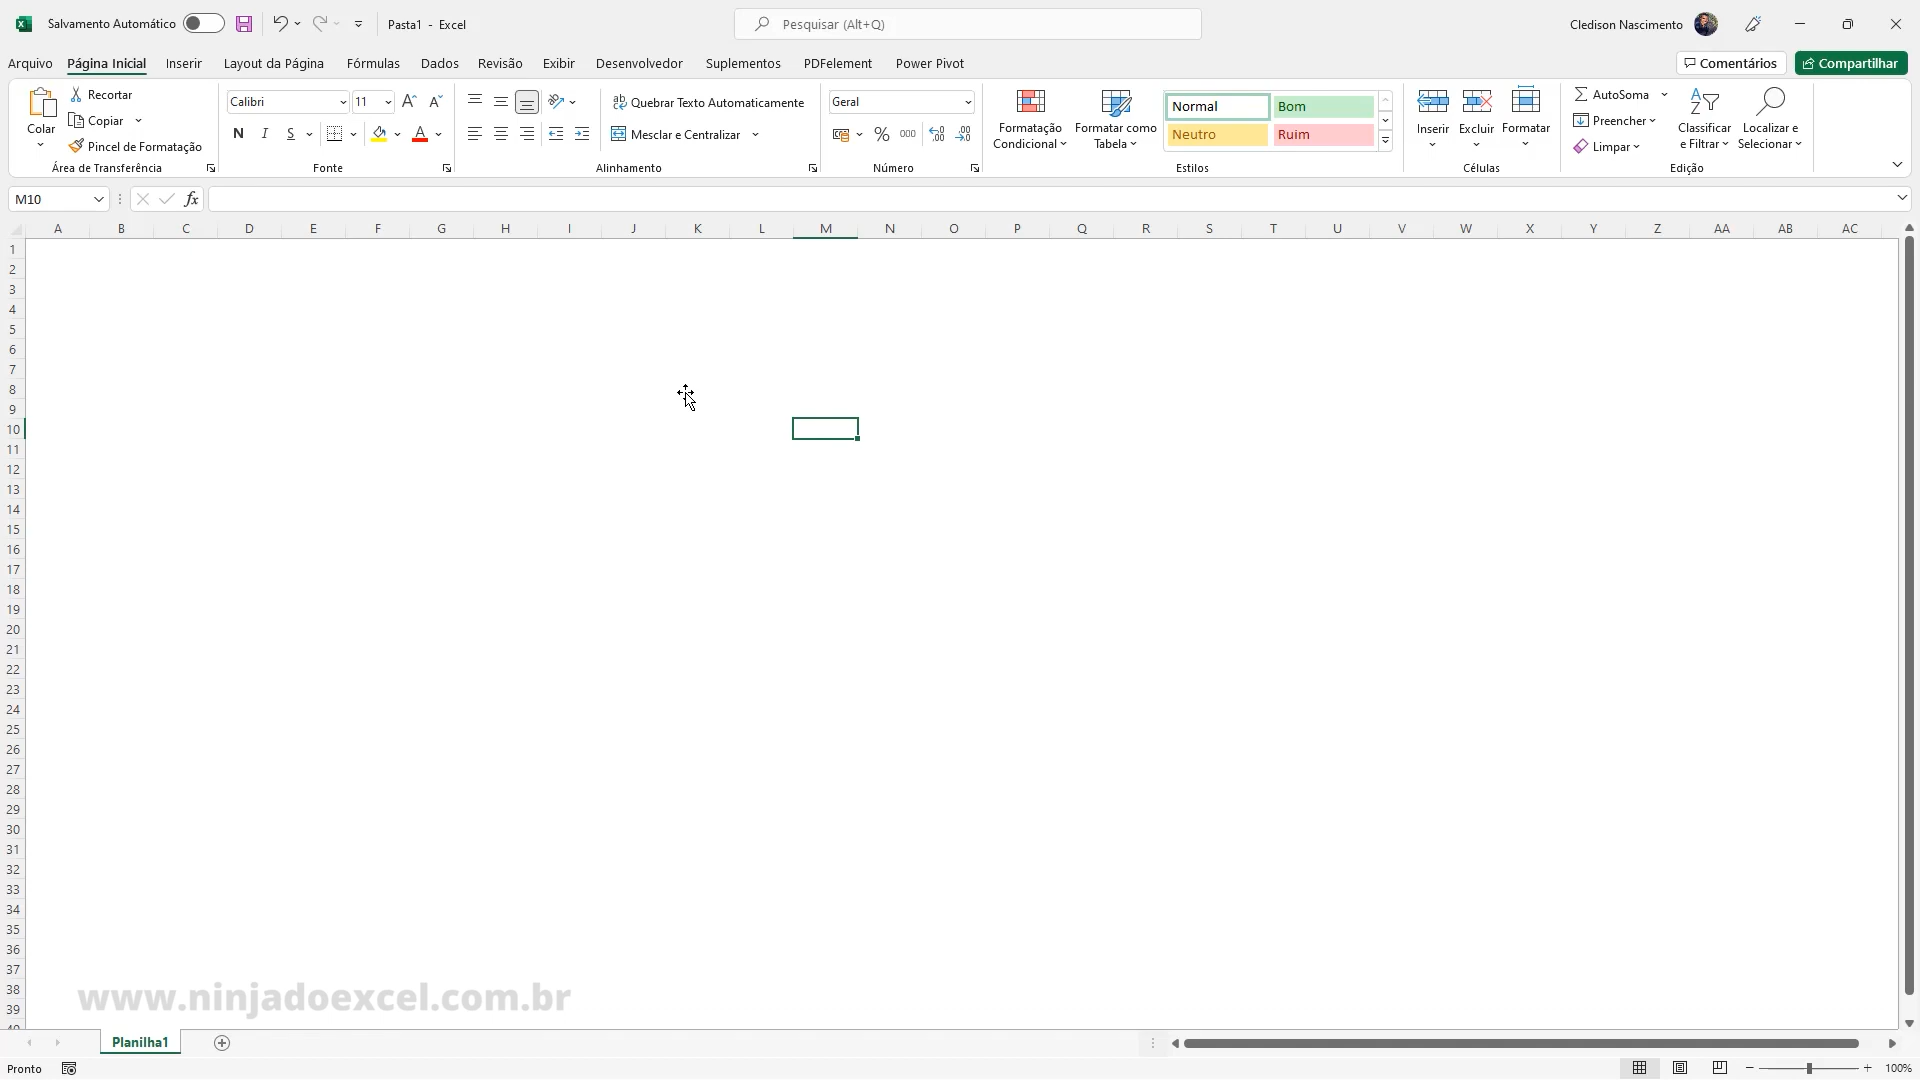 Salvamento Automático
Pasta1 - Excel
Pesquisar (Alt+Q)
Cledison Nascimento
Arquivo Página Inicial Inserir Layout da Página Fórmulas Dados Revisão Exibir Desenvolvedor Suplementos PDFelement Power Pivot
Comentários
Compartilhar
Colar
Recortar
Copiar
Pincel de Formatação
Área de Transferência
Calibri
11
N I S
A
Fonte
Quebrar Texto Automaticamente
Mesclar e Centralizar
Alinhamento
Geral
% 000
Número
Formatação
Condicional
Formatar como
Tabela
Normal
Bom
Neutro
Ruim
Estilos
Inserir
Excluir
Formatar
Células
AutoSoma
Preencher
Limpar
Classificar
e Filtrar
Localizar e
Selecionar
Edição
M10
fx
A B C D E F G H I J K L M N O P Q R S T U V W X Y Z AA AB AC
1
2
3
4
5
6
7
8
9
10
11
12
13
14
15
16
17
18
19
20
21
22
23
24
25
26
27
28
29
30
31
32
33
34
35
36
37
38
39
40
www.ninjadoexcel.com.br
Planilha1
Pronto
100%